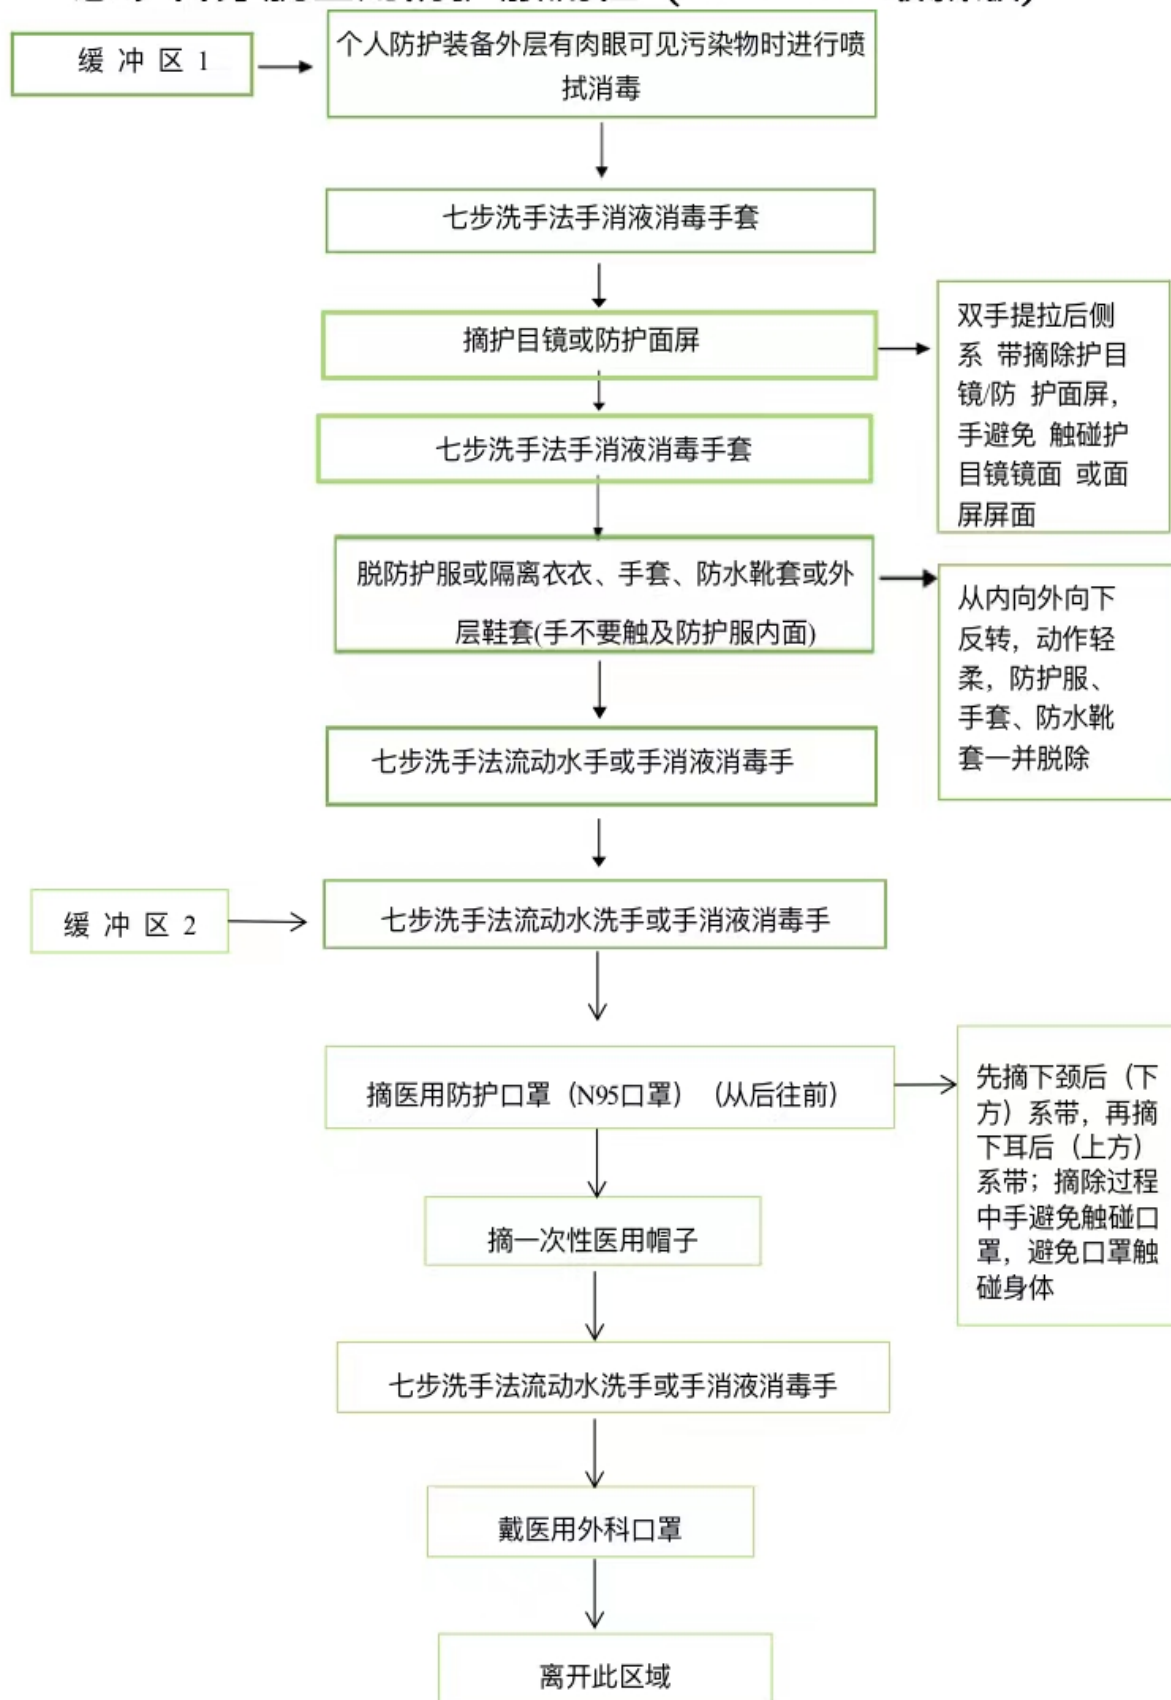 缓 冲 区 1
个人防护装备外层有肉眼可见污染物时进行喷
拭消毒
七步洗手法手消液消毒手套
摘护目镜或防护面屏
双手提拉后侧
系 带摘除护目
镜/防 护面屏，
手避免 触碰护
目镜镜面 或面
屏屏面
七步洗手法手消液消毒手套
脱防护服或隔离衣衣、手套、防水靴套或外
层鞋套(手不要触及防护服内面)
从内向外向下
反转，动作轻
柔，防护服、
手套、防水靴
套一并脱除
七步洗手法流动水手或手消液消毒手
缓 冲 区 2
七步洗手法流动水洗手或手消液消毒手
摘医用防护口罩（N95口罩）（从后往前）
先摘下颈后（下
方）系带，再摘
下耳后（上方）
系带；摘除过程
中手避免触碰口
罩，避免口罩触
碰身体
摘一次性医用帽子
七步洗手法流动水洗手或手消液消毒手
戴医用外科口罩
离开此区域